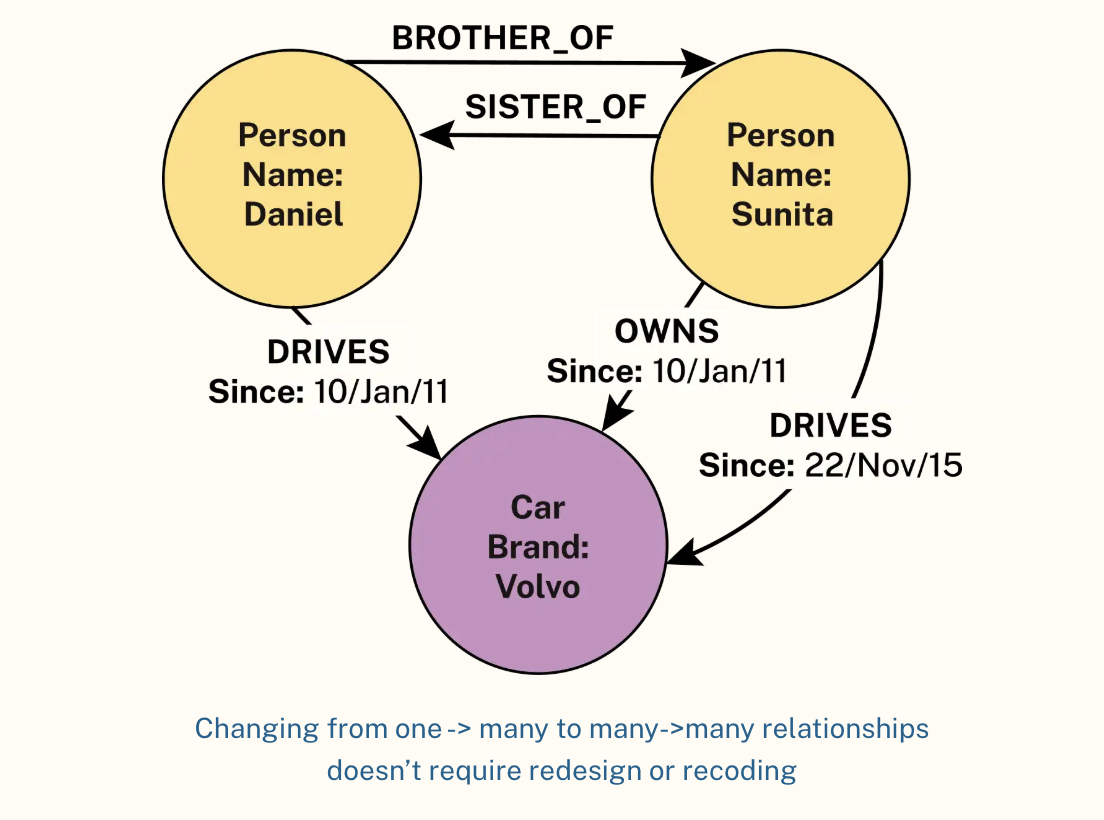 BROTHER_OF
SISTER_OF
Person
Name:
Daniel
Person
Name:
Sunita
DRIVES
Since: 10/Jan/11
OWNS
Since: 10/Jan/11
DRIVES
Since: 22/Nov/15
Car
Brand:
Volvo
Changing from one -> many to many->many relationships
doesn’t require redesign or recoding